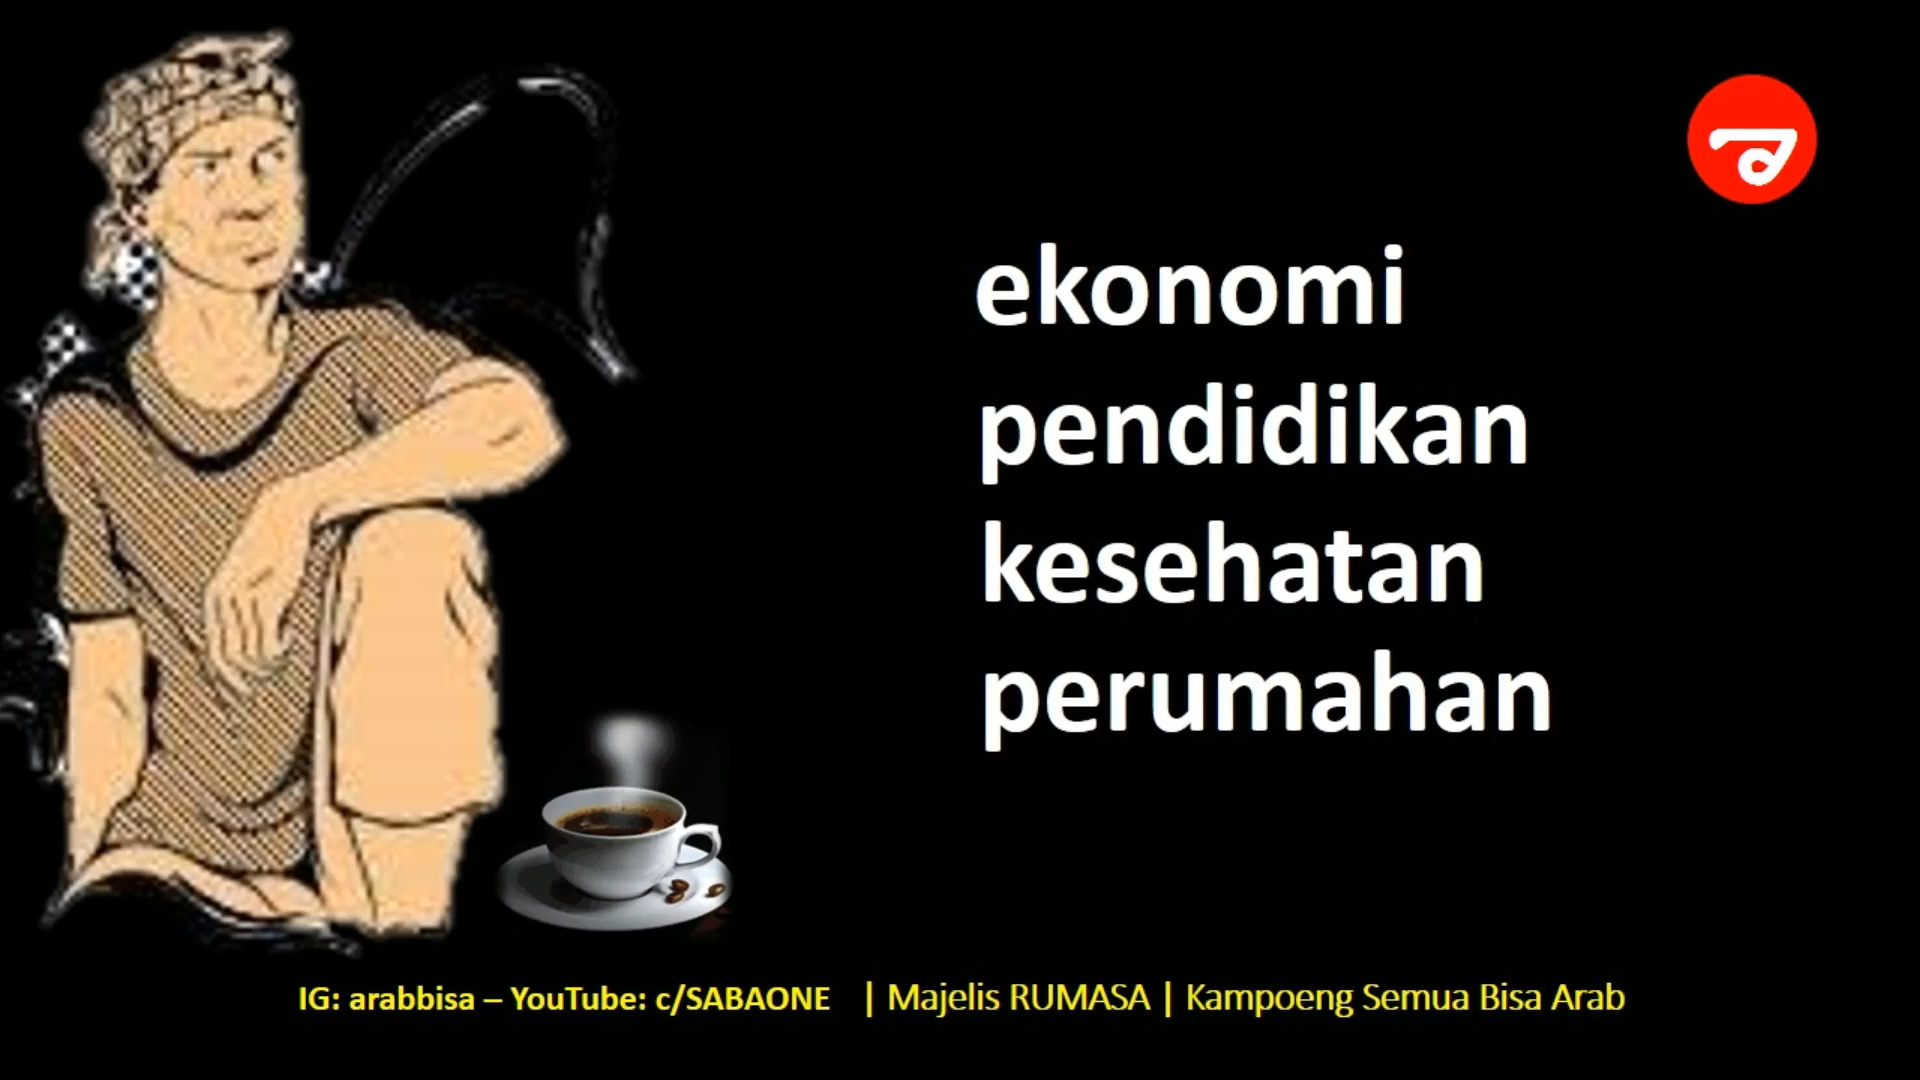 ekonomi
pendidikan
kesehatan
perumahan
IG: arabbisa – YouTube: c/SABAONE | Majelis RUMASA | Kampoeng Semua Bisa Arab